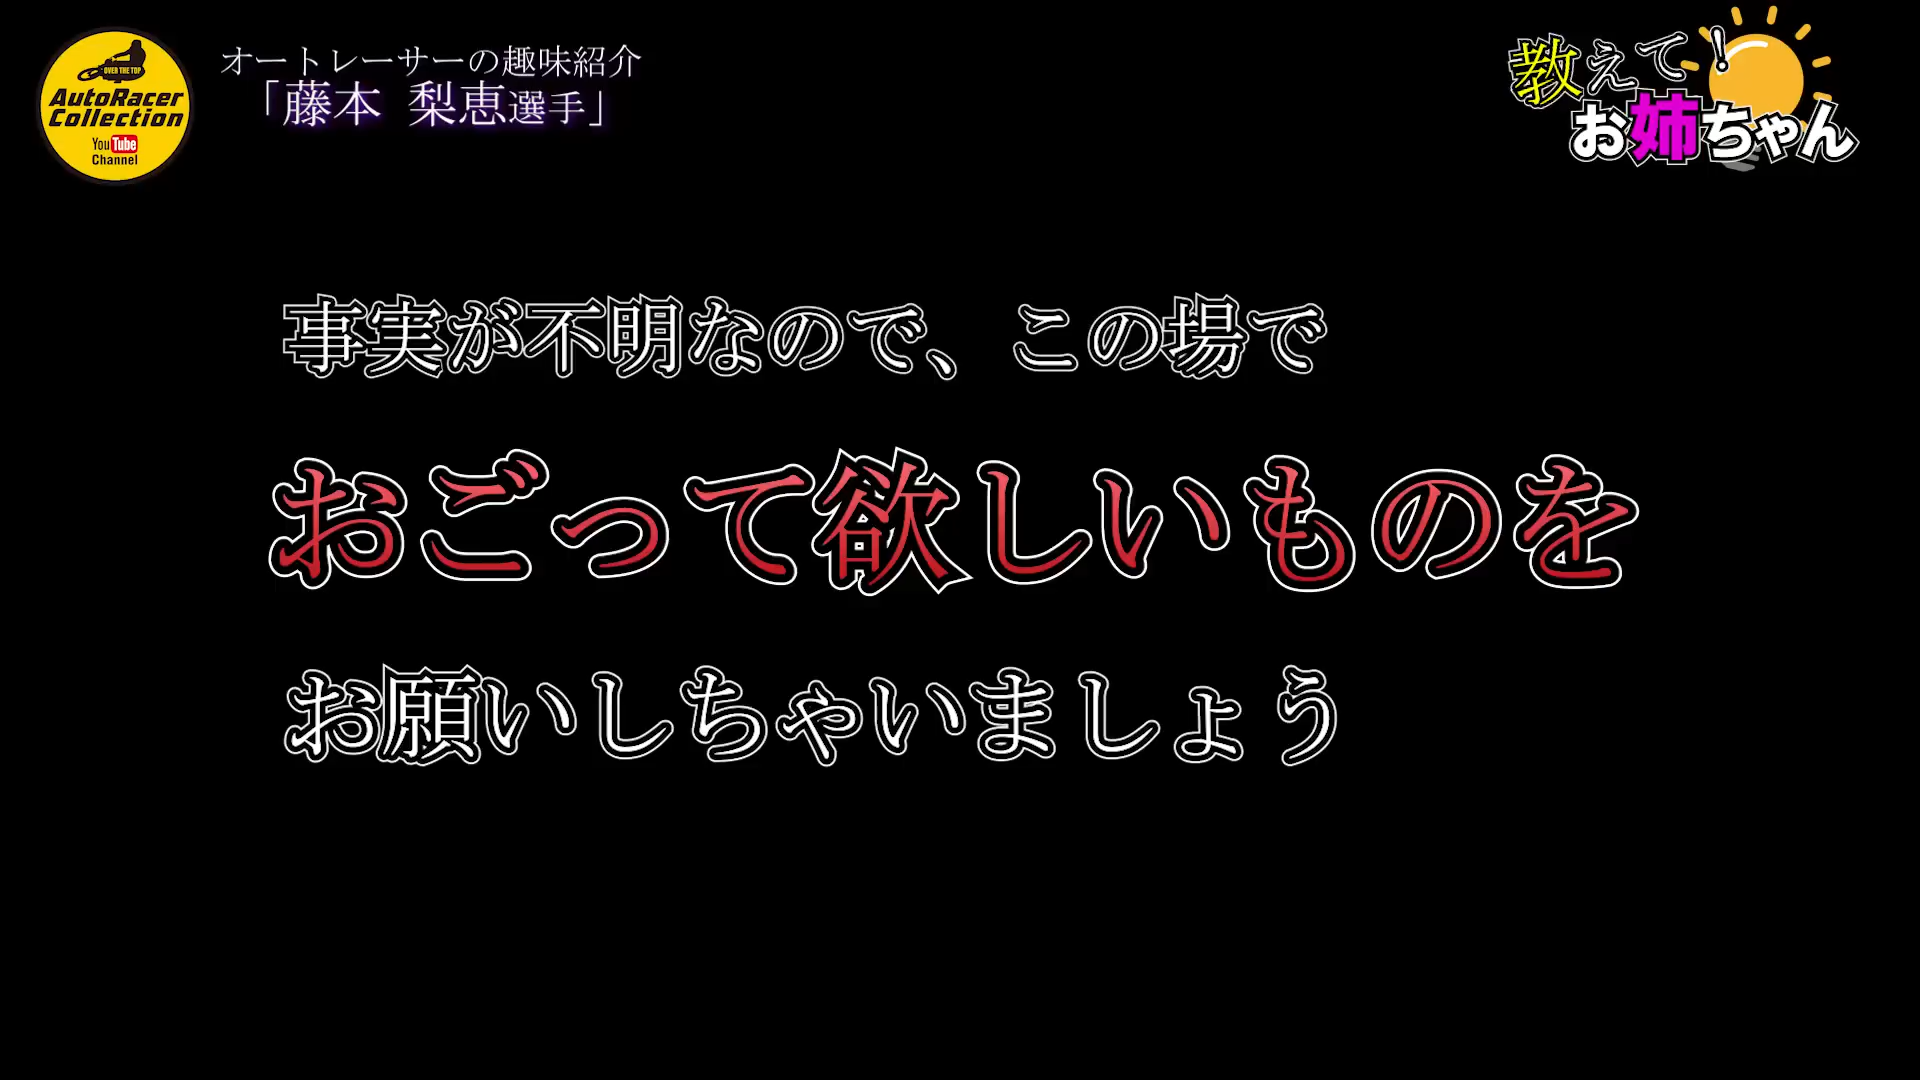 OVER THE TOP
AutoRacer
Collection
YouTube
Channel
オートレーサーの趣味紹介
「藤本 梨恵選手」
教えて!
お姉ちゃん
事実が不明なので、この場で
おごって欲しいものを
お願いしちゃいましょう